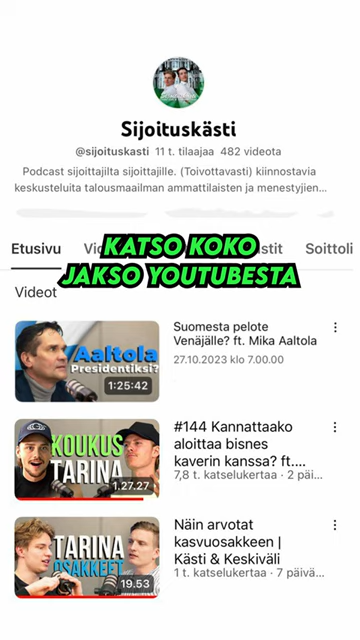 Sijoituskästi
@sijoituskasti 11 t. tilaajaa 482 videota
Podcast sijoittajilta sijoittajille. (Toivottavasti) kiinnostavia
keskusteluita talousmaailman ammattilaisten ja menestyjien...
Etusivu
Soittoli
KATSO KOKO
JAKSO YOUTUBESTA
Videot
Aaltola
Presidentiksi?
1:25:42
Suomesta pelote
Venäjälle? ft. Mika Aaltola
27.10.2023 klo 7.00.00
KOUKUS
TARINA
1.27.27
#144 Kannattaako
aloittaa bisnes
kaverin kanssa? ft....
7,8 t. katselukertaa · 2 päi...
TARINA
OSAKKEET
19.53
Näin arvotat
kasvuosakkeen |
Kästi & Keskiväli
1 t. katselukertaa · 7 päivä...